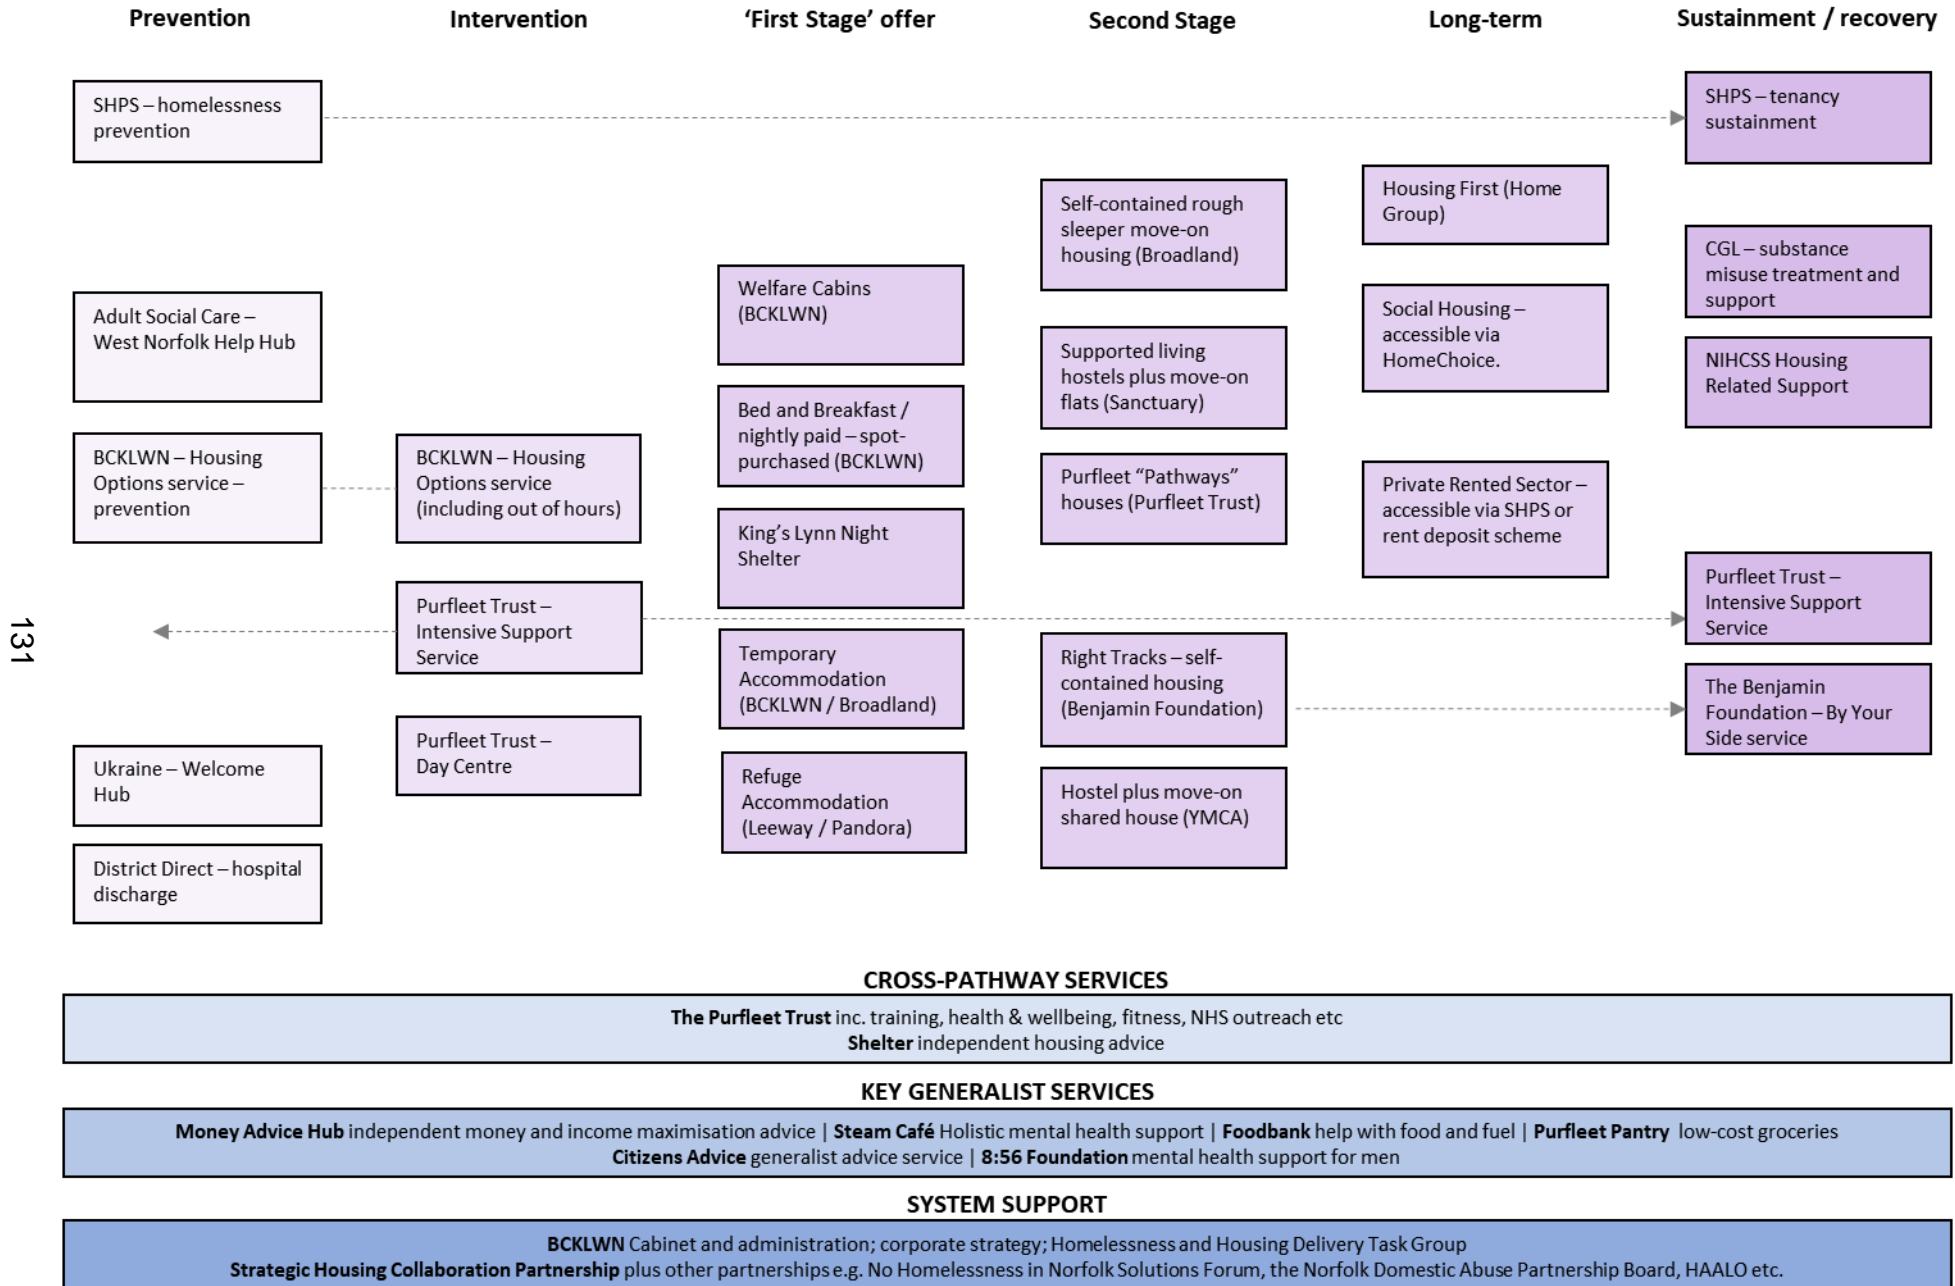 Prevention
Intervention
‘First Stage’ offer
Second Stage
Long-term
Sustainment / recovery
SHPS – homelessness
prevention
Adult Social Care –
West Norfolk Help Hub
BCKLWN – Housing
Options service –
prevention
Ukraine – Welcome
Hub
District Direct – hospital
discharge
BCKLWN – Housing
Options service
(including out of hours)
Purfleet Trust –
Intensive Support
Service
Purfleet Trust –
Day Centre
Welfare Cabins
(BCKLWN)
Bed and Breakfast /
nightly paid – spot-
purchased (BCKLWN)
King’s Lynn Night
Shelter
Temporary
Accommodation
(BCKLWN / Broadland)
Refuge
Accommodation
(Leeway / Pandora)
Self-contained rough
sleeper move-on
housing (Broadland)
Supported living
hostels plus move-on
flats (Sanctuary)
Purfleet “Pathways”
houses (Purfleet Trust)
Right Tracks – self-
contained housing
(Benjamin Foundation)
Hostel plus move-on
shared house (YMCA)
Housing First (Home
Group)
Social Housing –
accessible via
HomeChoice.
Private Rented Sector –
accessible via SHPS or
rent deposit scheme
SHPS – tenancy
sustainment
CGL – substance
misuse treatment and
support
NIHCSS Housing
Related Support
Purfleet Trust –
Intensive Support
Service
The Benjamin
Foundation – By Your
Side service
131
CROSS-PATHWAY SERVICES
The Purfleet Trust inc. training, health & wellbeing, fitness, NHS outreach etc
Shelter independent housing advice
KEY GENERALIST SERVICES
Money Advice Hub independent money and income maximisation advice | Steam Café Holistic mental health support | Foodbank help with food and fuel | Purfleet Pantry low-cost groceries
Citizens Advice generalist advice service | 8:56 Foundation mental health support for men
SYSTEM SUPPORT
BCKLWN Cabinet and administration; corporate strategy; Homelessness and Housing Delivery Task Group
Strategic Housing Collaboration Partnership plus other partnerships e.g. No Homelessness in Norfolk Solutions Forum, the Norfolk Domestic Abuse Partnership Board, HAALO etc.